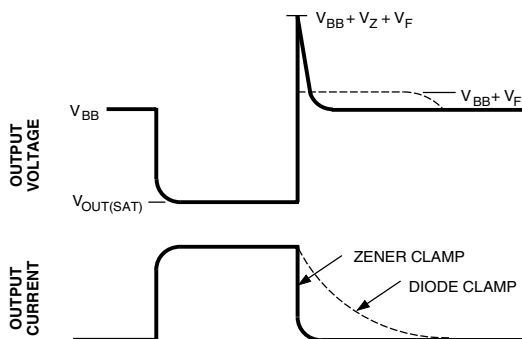 V_BB + V_Z + V_F
V_BB
V_BB + V_F
OUTPUT
VOLTAGE
V_OUT(SAT)
ZENER CLAMP
DIODE CLAMP
OUTPUT
CURRENT